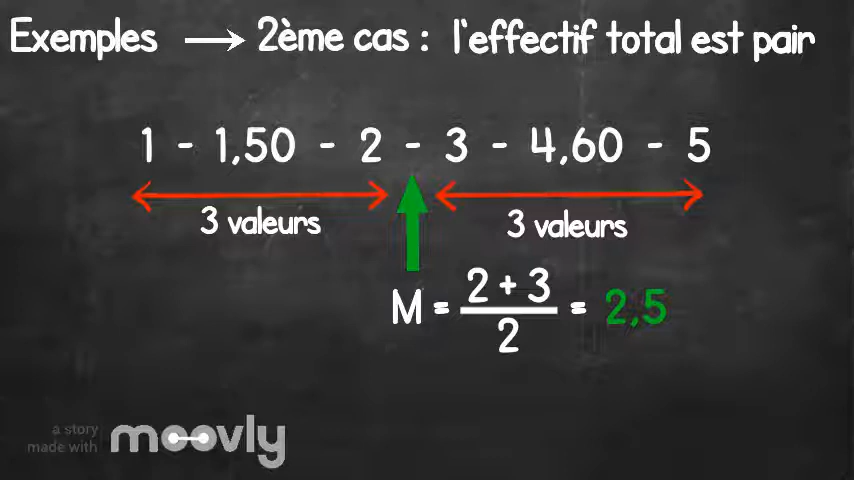 Exemples → 2ème cas : l'effectif total est pair
1 - 1,50 - 2 - 3 - 4,60 - 5
3 valeurs 3 valeurs
M = (2 + 3) / 2 = 2,5
a story
made with moovly